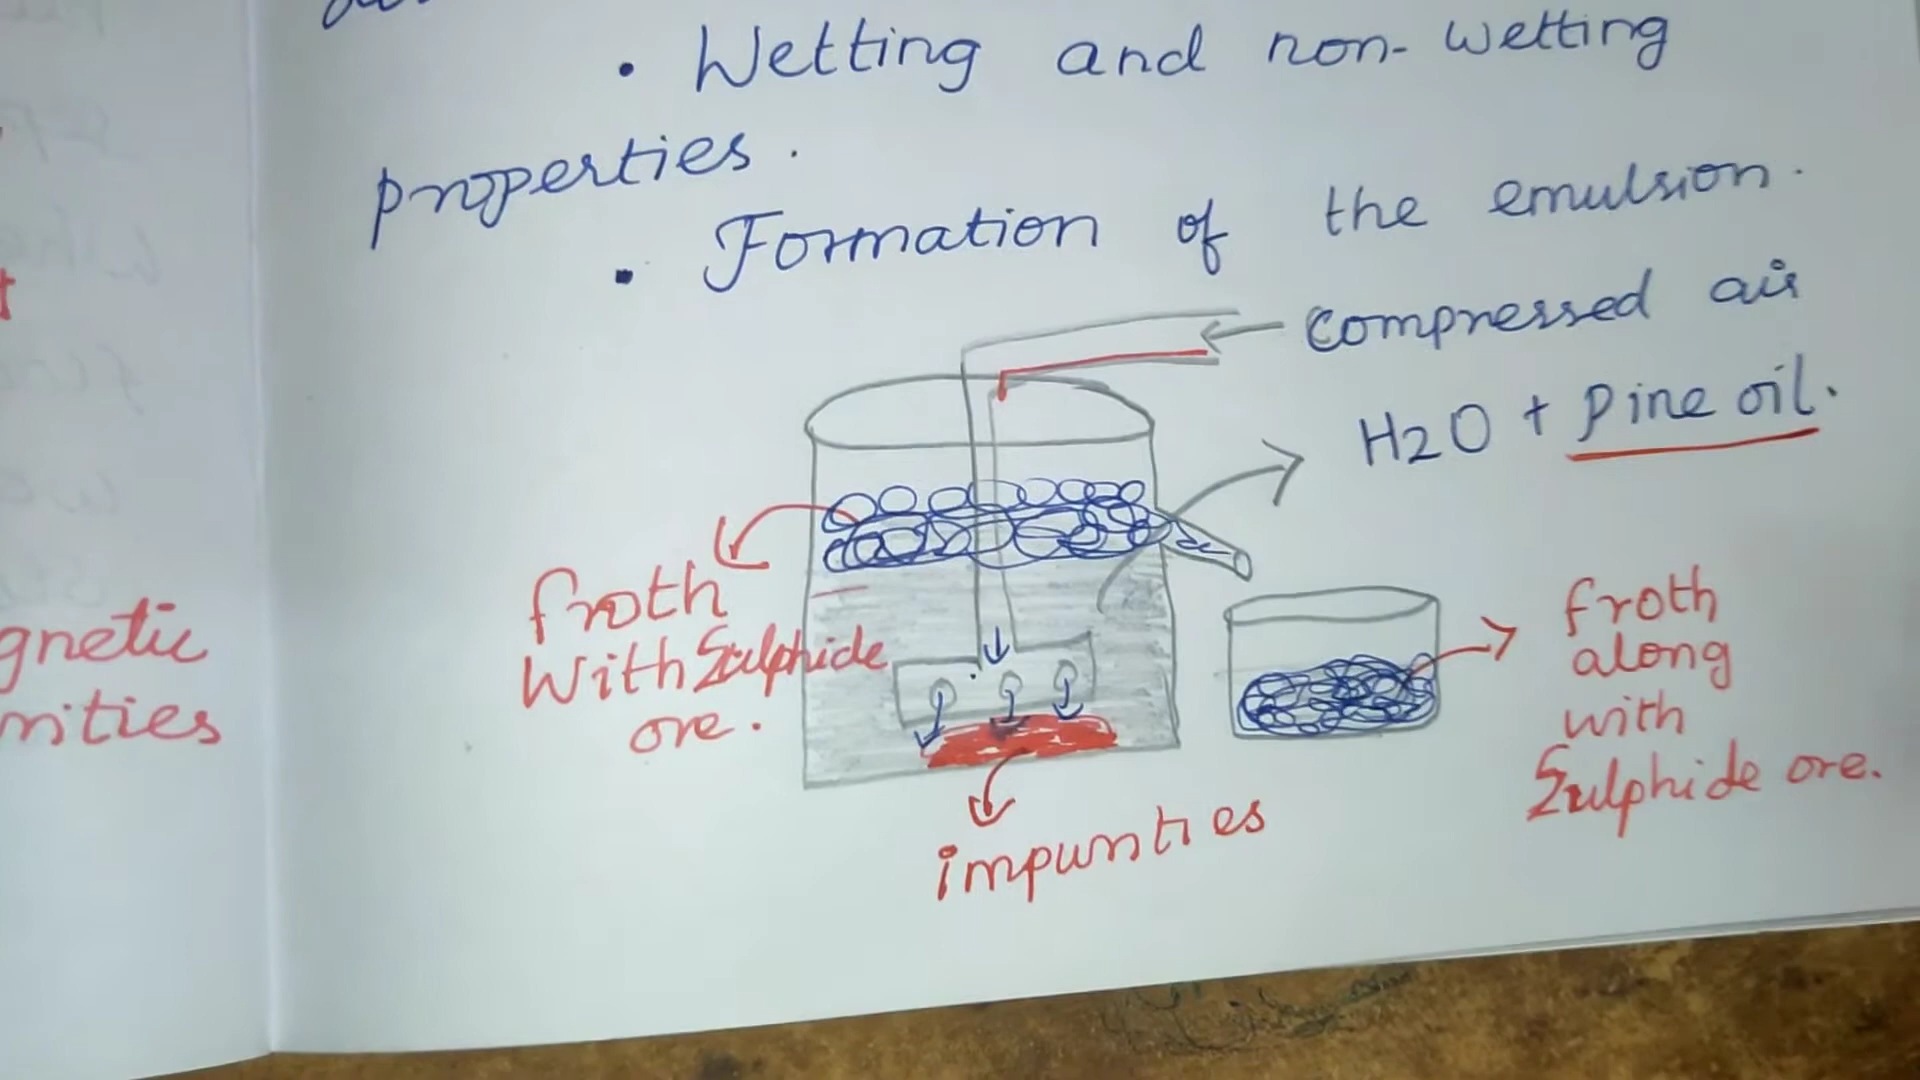 • Wetting and non-wetting
properties.
• Formation of the emulsion.
compressed air
H2O + pine oil.
froth
With Sulphide
ore.
froth
along
with
Sulphide ore.
impurities
gnetic
rities